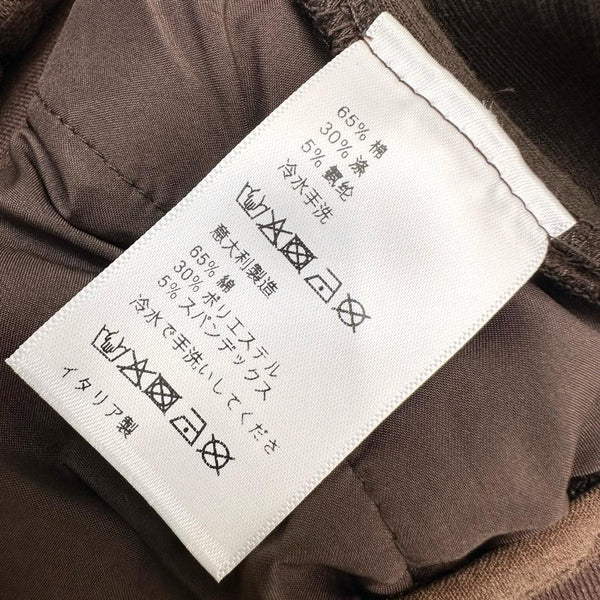 65% 棉
30% 涤
5% 氨纶
冷水手洗
意大利製造
65% 綿
30% ポリエステル
5% スパンデックス
冷水で手洗いしてくださ
イタリア製